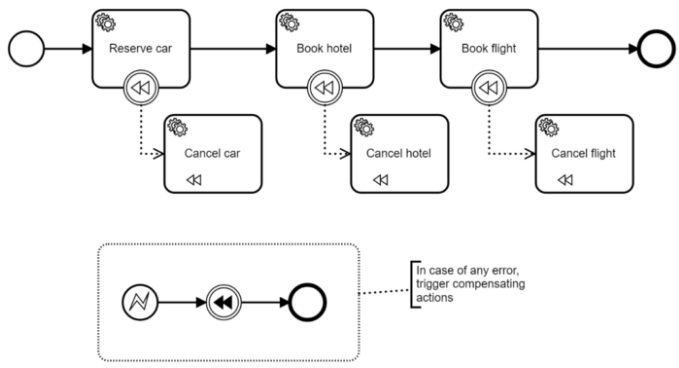 Reserve car
Book hotel
Book flight
Cancel car
Cancel hotel
Cancel flight
In case of any error,
trigger compensating
actions